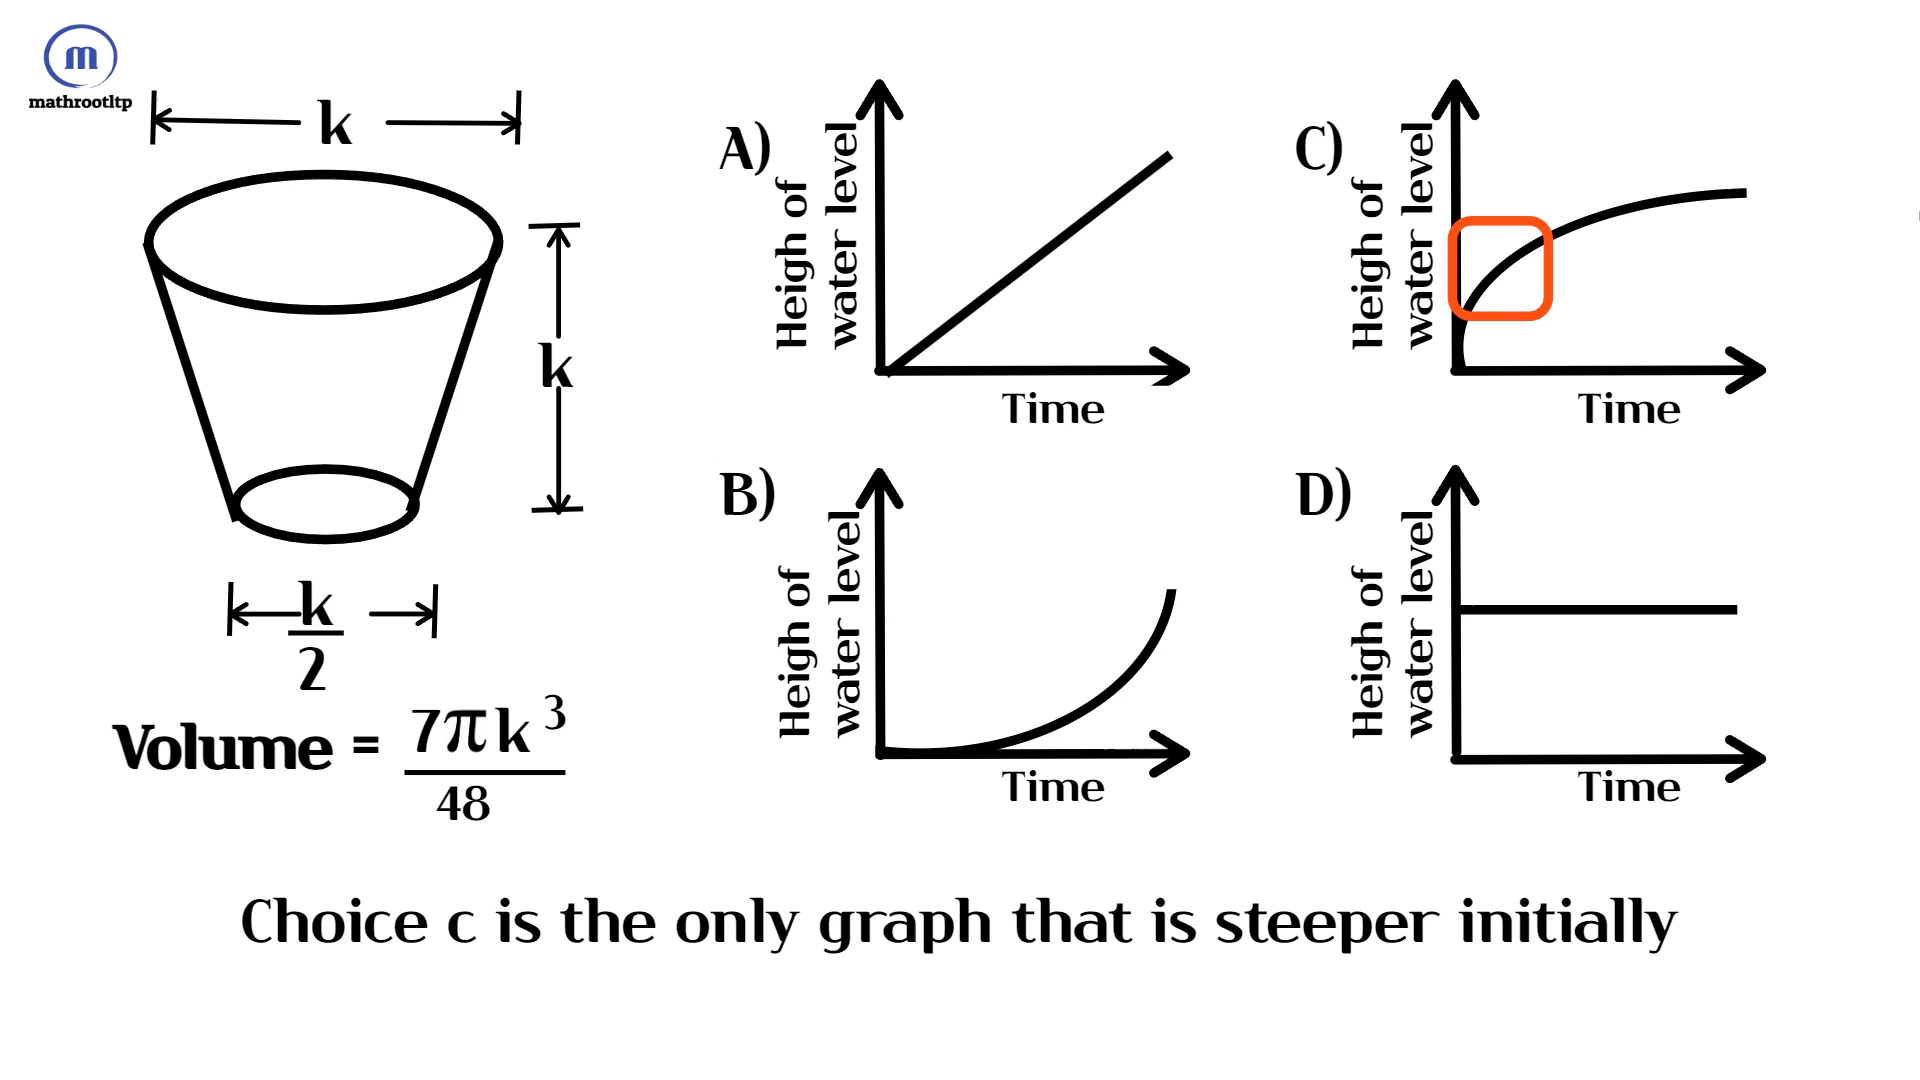 m
mathrootltp
k
k
k
2
Volume = 7πk³
48
A)
Heigh of
water level
Time
B)
Heigh of
water level
Time
C)
Heigh of
water level
Time
D)
Heigh of
water level
Time
Choice c is the only graph that is steeper initially